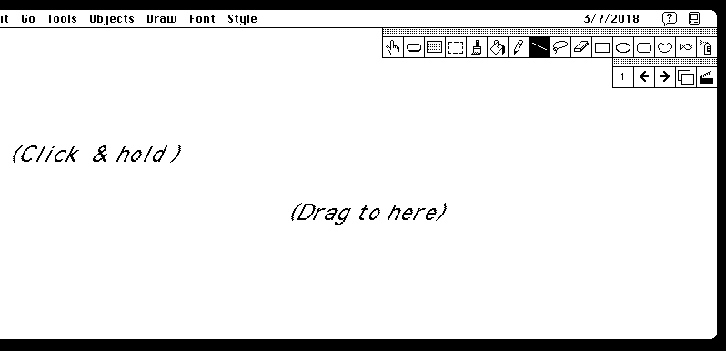 it Go Tools Objects Draw Font Style 3/7/2018 ?
1
(Click & hold)
(Drag to here)